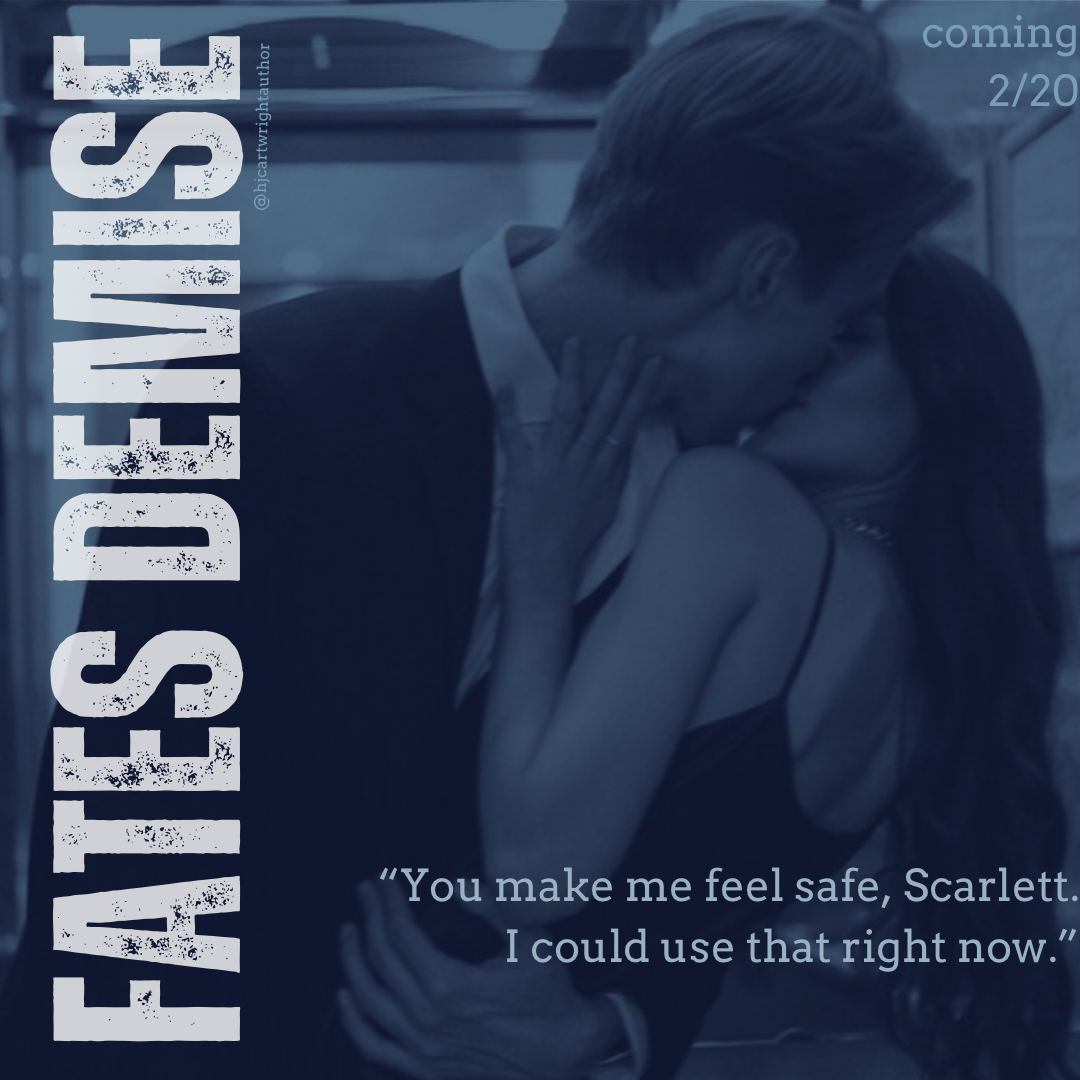 FATES DEMISE
@hjcartwrightauthor
coming
2/20
“You make me feel safe, Scarlett.
I could use that right now.”